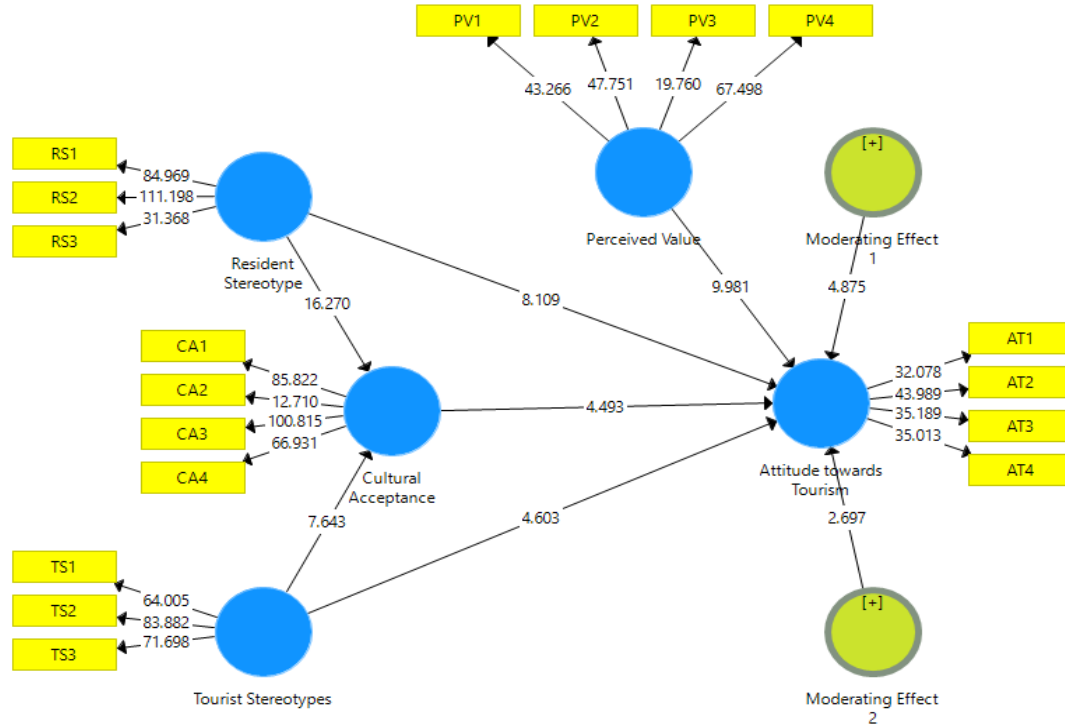 PV1 PV2 PV3 PV4
43.266 47.751 19.760 67.498
RS1
RS2
RS3
84.969
111.198
31.368
[+]
Resident
Stereotype
Perceived Value
Moderating Effect
1
16.270
8.109
9.981
4.875
CA1
CA2
CA3
CA4
85.822
12.710
100.815
66.931
Cultural
Acceptance
4.493
AT1
AT2
AT3
AT4
32.078
43.989
35.189
35.013
Attitude towards
Tourism
7.643
4.603
2.697
TS1
TS2
TS3
64.005
83.882
71.698
[+]
Tourist Stereotypes
Moderating Effect
2